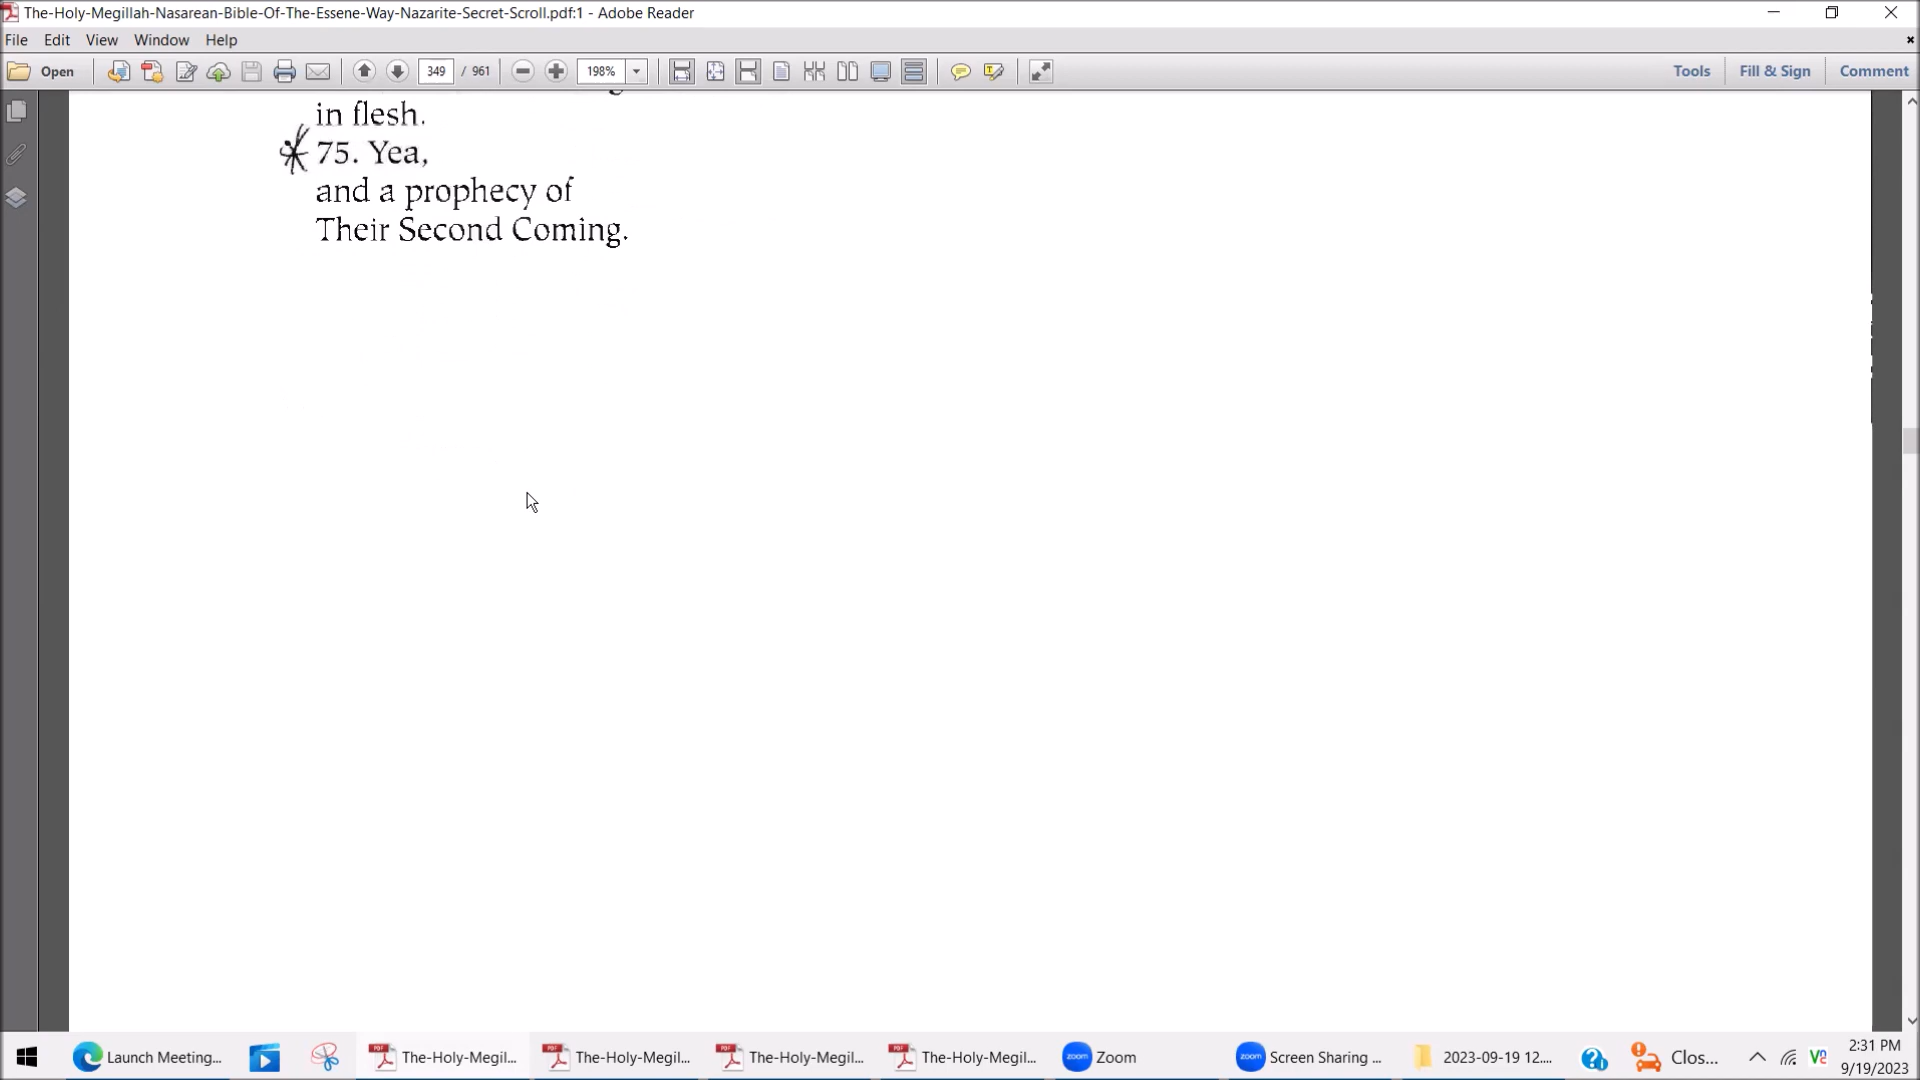 The-Holy-Megillah-Nasarean-Bible-Of-The-Essene-Way-Nazarite-Secret-Scroll.pdf:1 - Adobe Reader
File Edit View Window Help
Open 349 / 961 198% Tools Fill & Sign Comment
in flesh.
75. Yea,
and a prophecy of
Their Second Coming.
Launch Meeting... The-Holy-Megil... The-Holy-Megil... The-Holy-Megil... The-Holy-Megil... zoom Zoom zoom Screen Sharing ... 2023-09-19 12.... Clos... 2:31 PM
9/19/2023